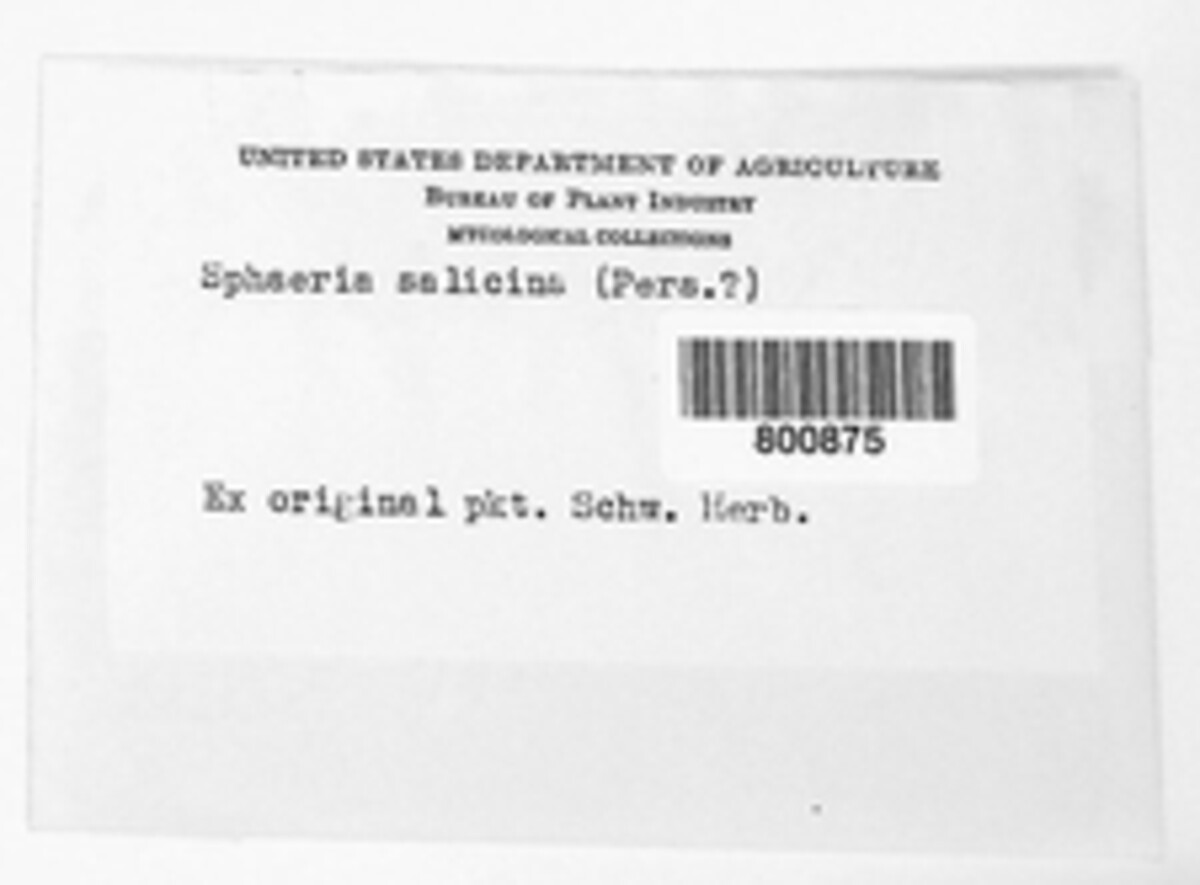 UNITED STATES DEPARTMENT OF AGRICULTURE
BUREAU OF PLANT INDUSTRY
MYCOLOGICAL COLLECTIONS
Sphaeria salicina (Pers.?)
800875
Ex original pkt. Schw. Herb.